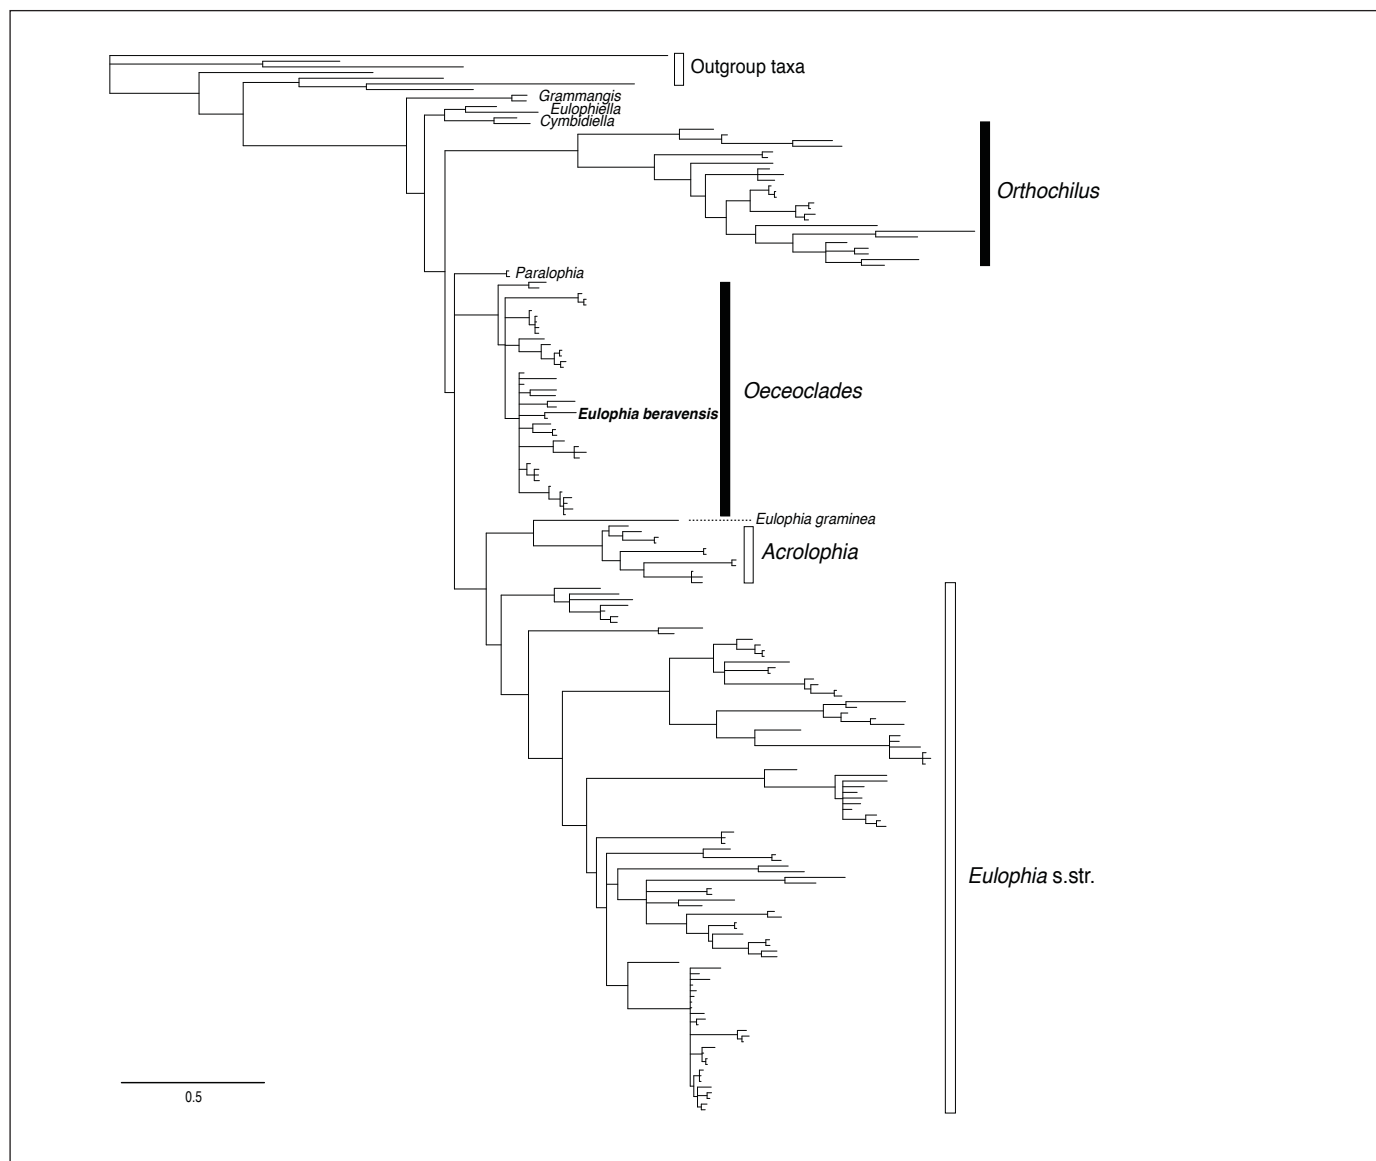 Outgroup taxa
Grammangis
Eulophiella
Cymbidiella
Orthochilus
Paralophia
Oeceoclades
Eulophia beravensis
Eulophia graminea
Acrolophia
Eulophia s.str.
0.5